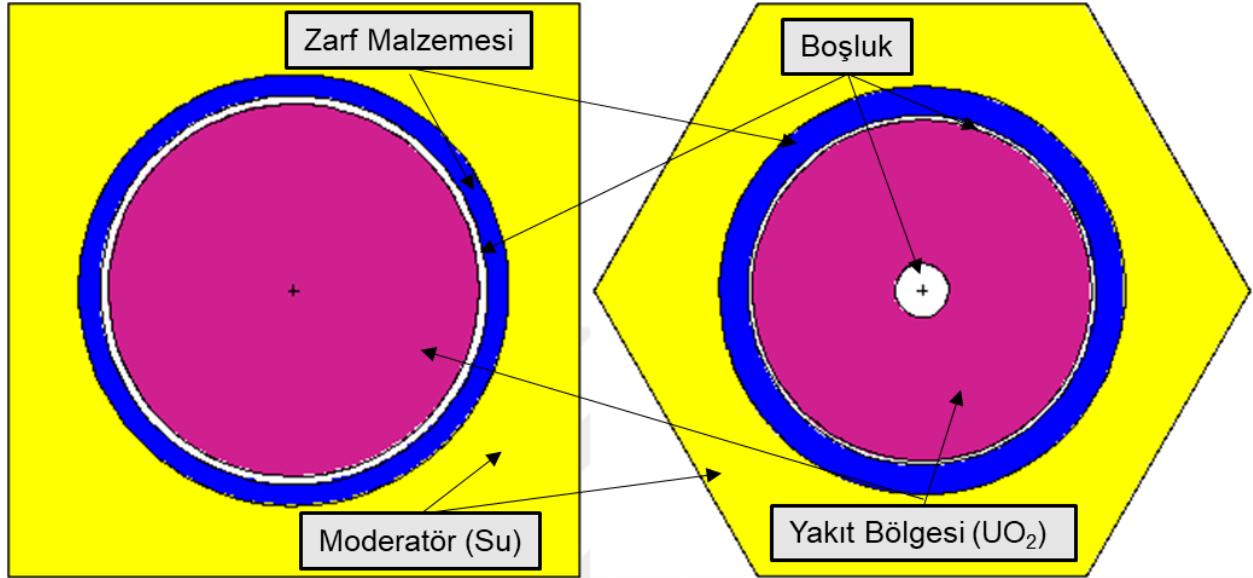 Zarf Malzemesi
Boşluk
Moderatör (Su)
Yakıt Bölgesi (UO₂)